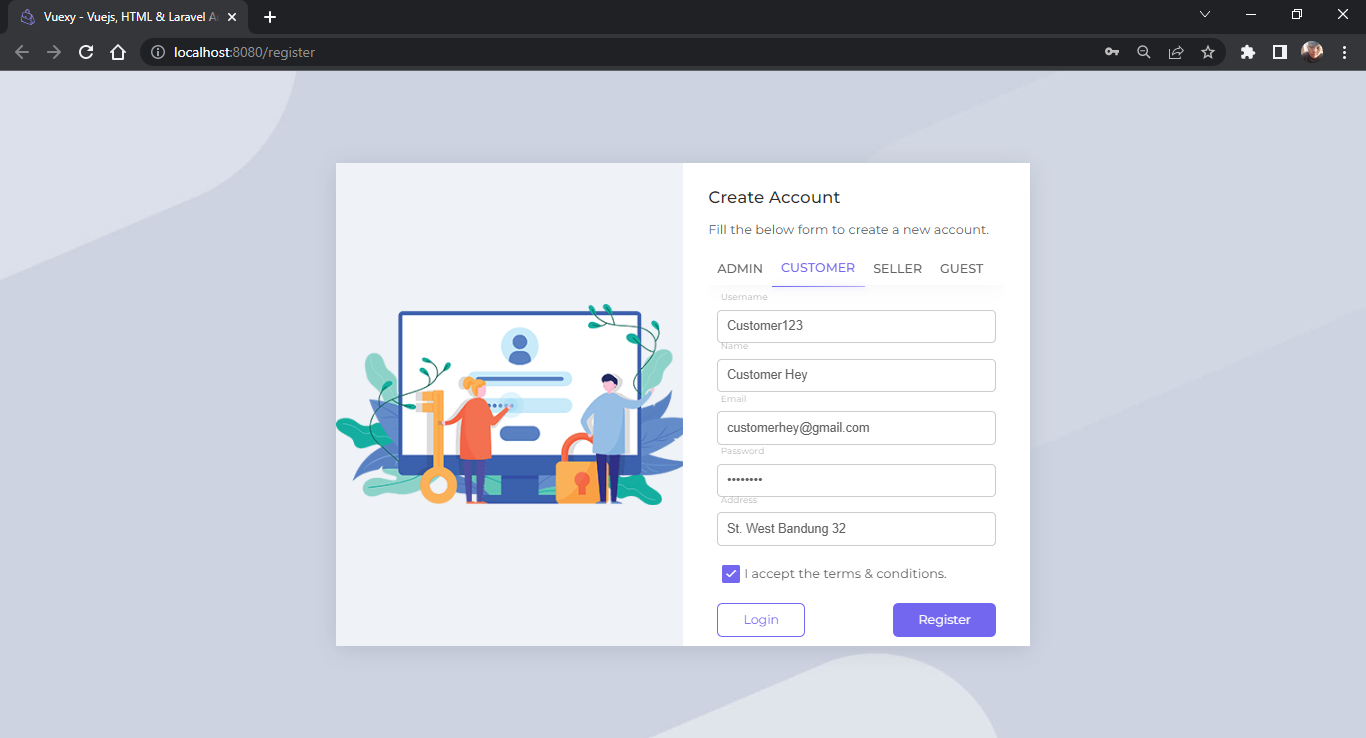 Vuexy - Vuejs, HTML & Laravel A
localhost:8080/register
Create Account
Fill the below form to create a new account.
ADMIN CUSTOMER SELLER GUEST
Username
Customer123
Name
Customer Hey
Email
customerhey@gmail.com
Password
••••••••
Address
St. West Bandung 32
I accept the terms & conditions.
Login Register